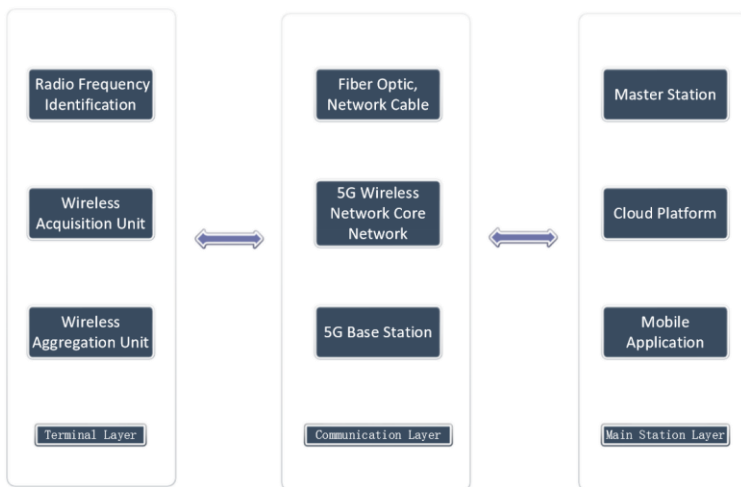 Radio Frequency
Identification
Wireless
Acquisition Unit
Wireless
Aggregation Unit
Terminal Layer
Fiber Optic,
Network Cable
5G Wireless
Network Core
Network
5G Base Station
Communication Layer
Master Station
Cloud Platform
Mobile
Application
Main Station Layer